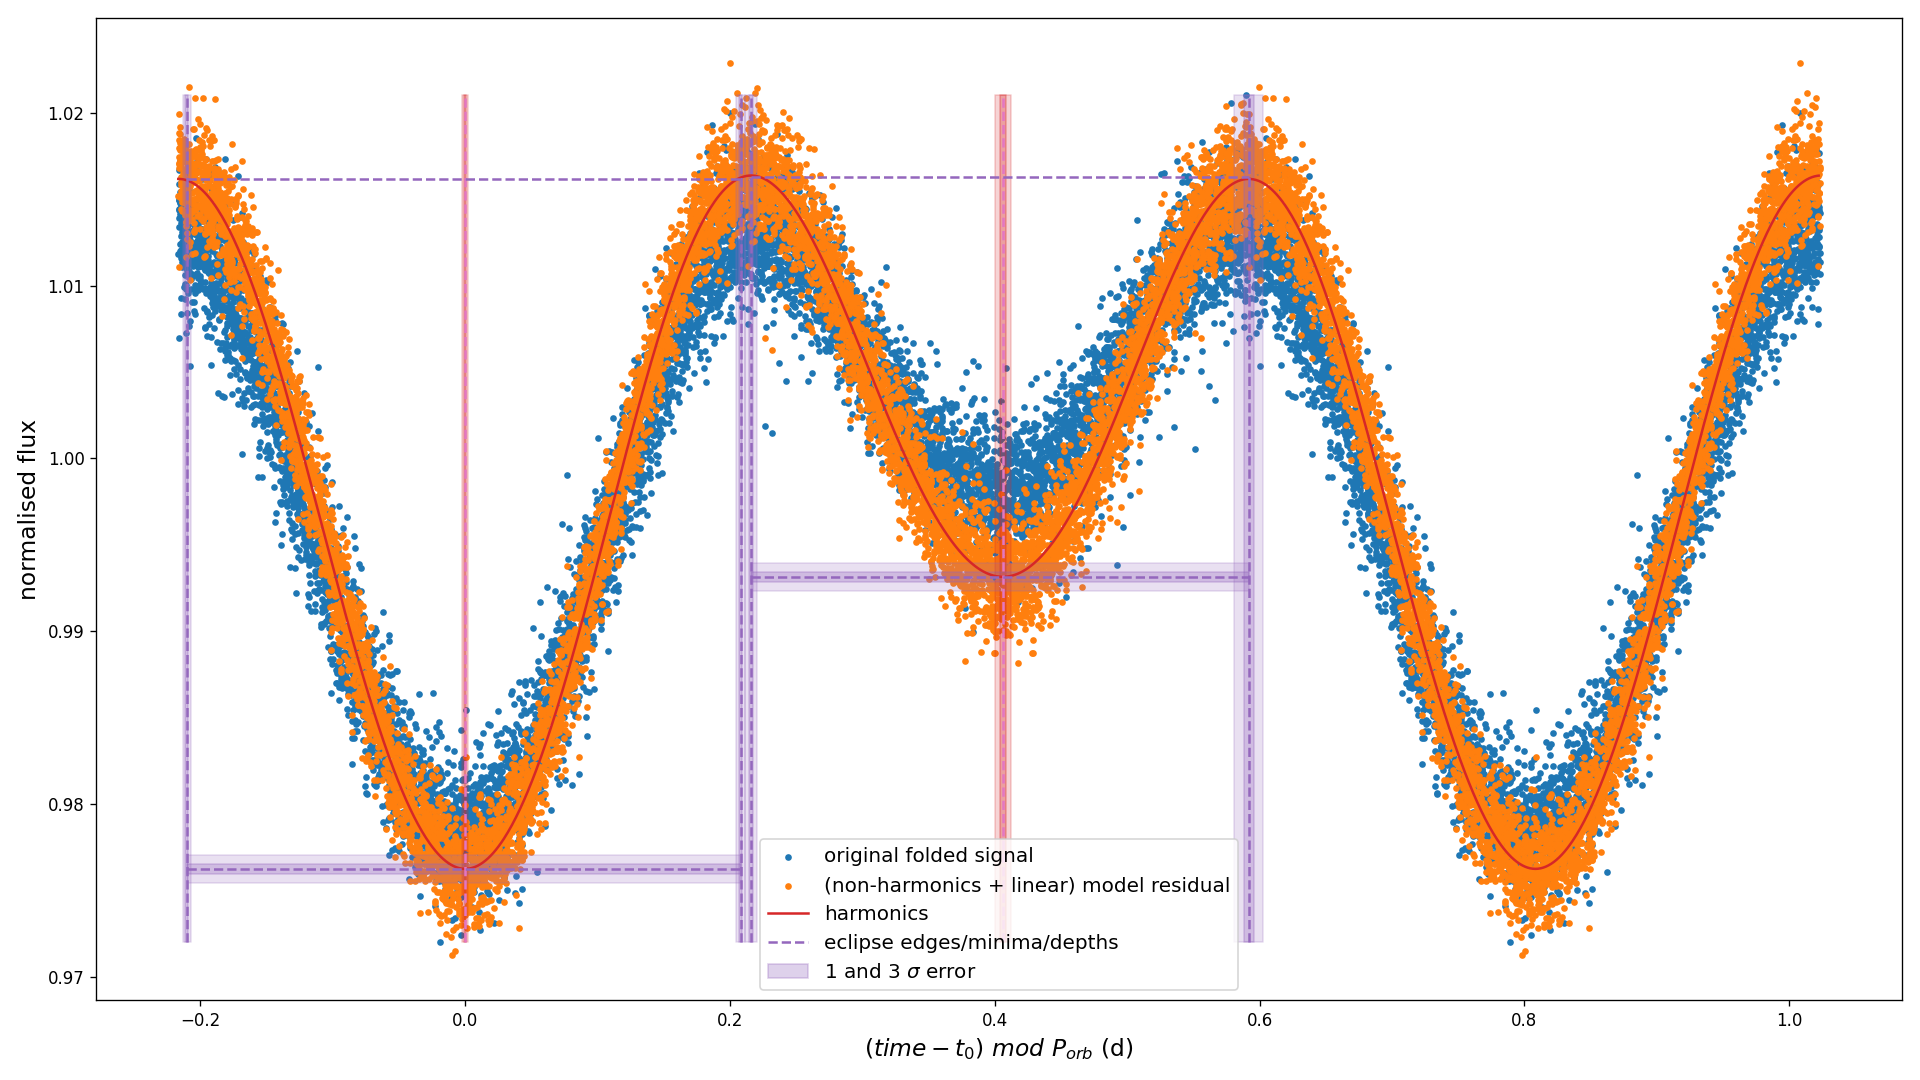 normalised flux
1.02
1.01
1.00
0.99
0.98
0.97
original folded signal
(non-harmonics + linear) model residual
harmonics
eclipse edges/minima/depths
1 and 3 σ error
−0.2
0.0
0.2
0.4
0.6
0.8
1.0
(time − t₀) mod Pₒᵣb (d)